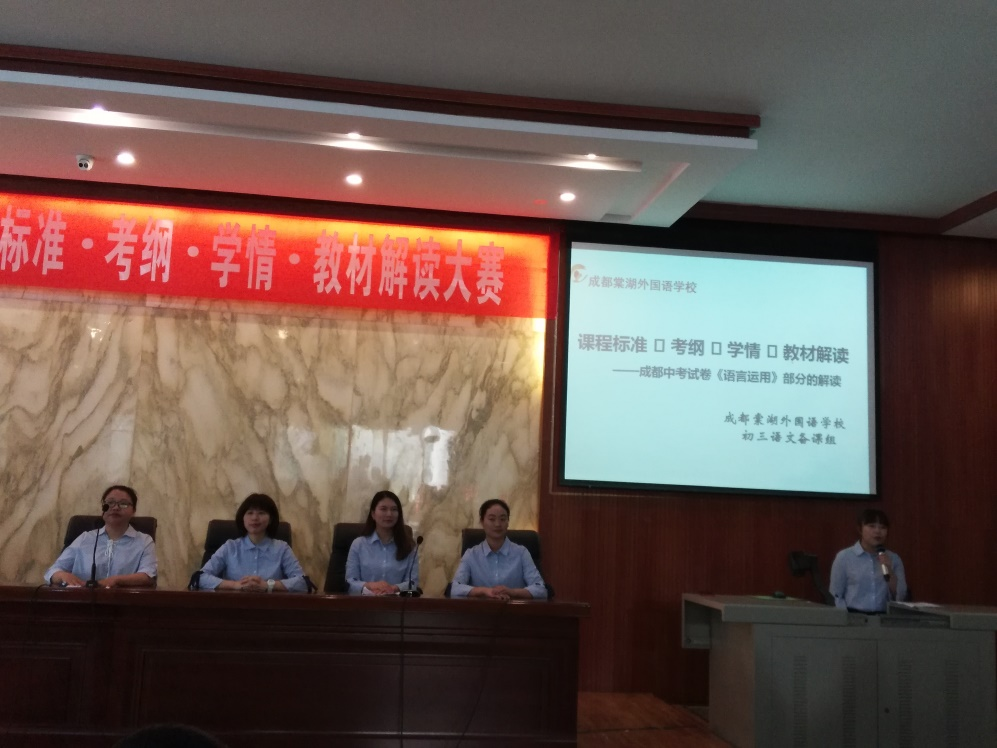 标准·考纲·学情·教材解读大赛
成都棠湖外国语学校
课程标准 ▯ 考纲 ▯ 学情 ▯ 教材解读
——成都中考试卷《语言运用》部分的解读
成都棠湖外国语学校
初三语文备课组